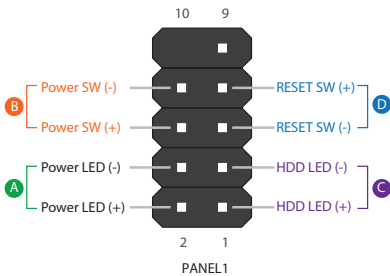 10 9
Power SW (-) RESET SW (+)
B D
Power SW (+) RESET SW (-)
Power LED (-) HDD LED (-)
A C
Power LED (+) HDD LED (+)
2 1
PANEL1